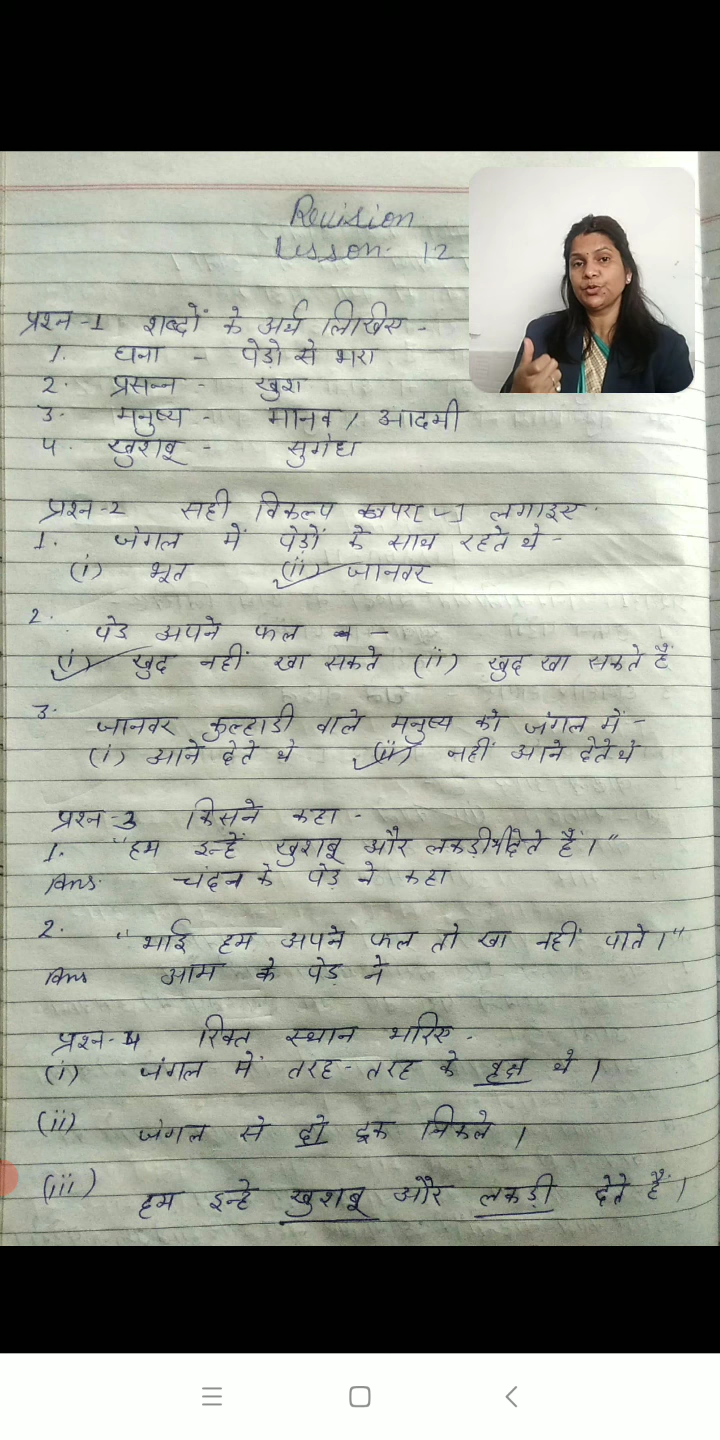 Revision
Lesson- 12
प्रश्न-1 शब्दों के अर्थ लिखिए-
1. घना - पेड़ो से भरा
2. प्रसन्न - खुश
3. मनुष्य - मानव / आदमी
4. खुशबू - सुगंध
प्रश्न-2 सही विकल्प पर [✓] लगाइए.
1. जंगल में पेड़ों के साथ रहते थे -
(i) भूत (ii) जानवर
2. पेड अपने फल -
(i) खुद नहीं खा सकते (ii) खुद खा सकते हैं
3. जानवर कुल्हाडी वाले मनुष्य को जंगल में -
(i) आने देते थे (ii) नहीं आने देते थे
प्रश्न-3 किसने कहा -
1. "हम इन्हें खुशबू और लकड़ी भी देते हैं।"
Ans. चंदन के पेड़ ने कहा
2. "भाई हम अपने फल तो खा नहीं पाते।"
Ans आम के पेड़ ने
प्रश्न-4 रिक्त स्थान भरिए-
(i) जंगल में तरह-तरह के वृक्ष थे।
(ii) जंगल से दो ट्रक निकले।
(iii) हम इन्हे खुशबू और लकड़ी देते हैं।